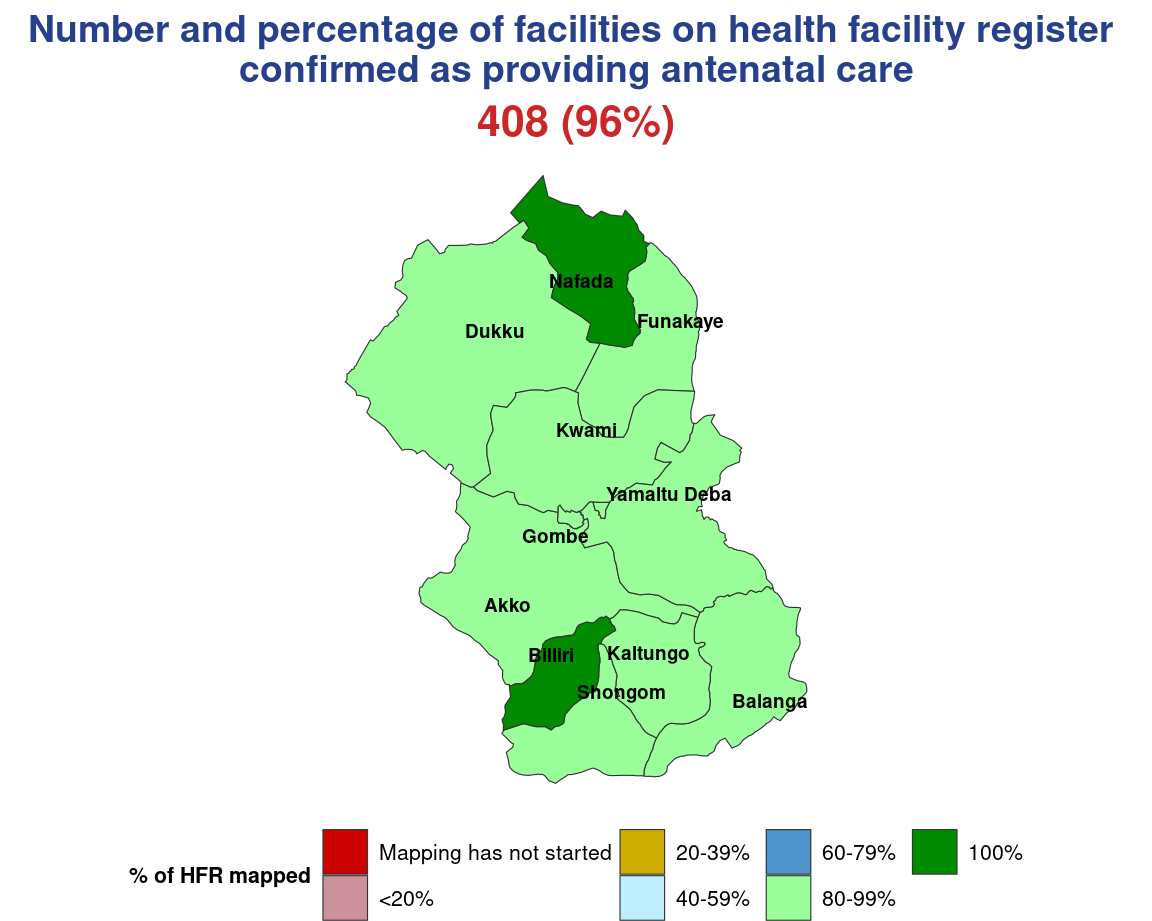 Number and percentage of facilities on health facility register
confirmed as providing antenatal care
408 (96%)
Nafada
Funakaye
Dukku
Kwami
Yamaltu Deba
Gombe
Akko
Billiri
Kaltungo
Shongom
Balanga
% of HFR mapped
Mapping has not started
<20%
20-39%
40-59%
60-79%
80-99%
100%